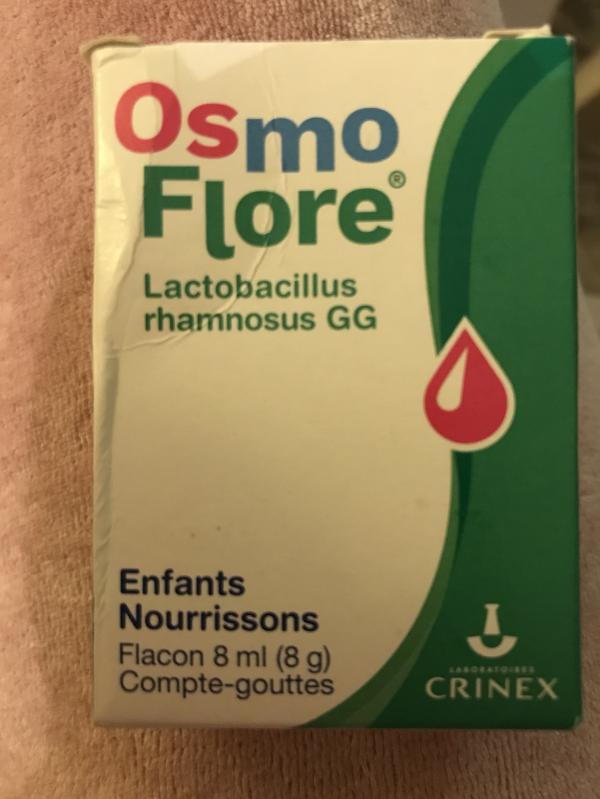 Osmo
Flore®
Lactobacillus
rhamnosus GG
Enfants
Nourrissons
Flacon 8 ml (8 g)
Compte-gouttes
LABORATOIRES
CRINEX